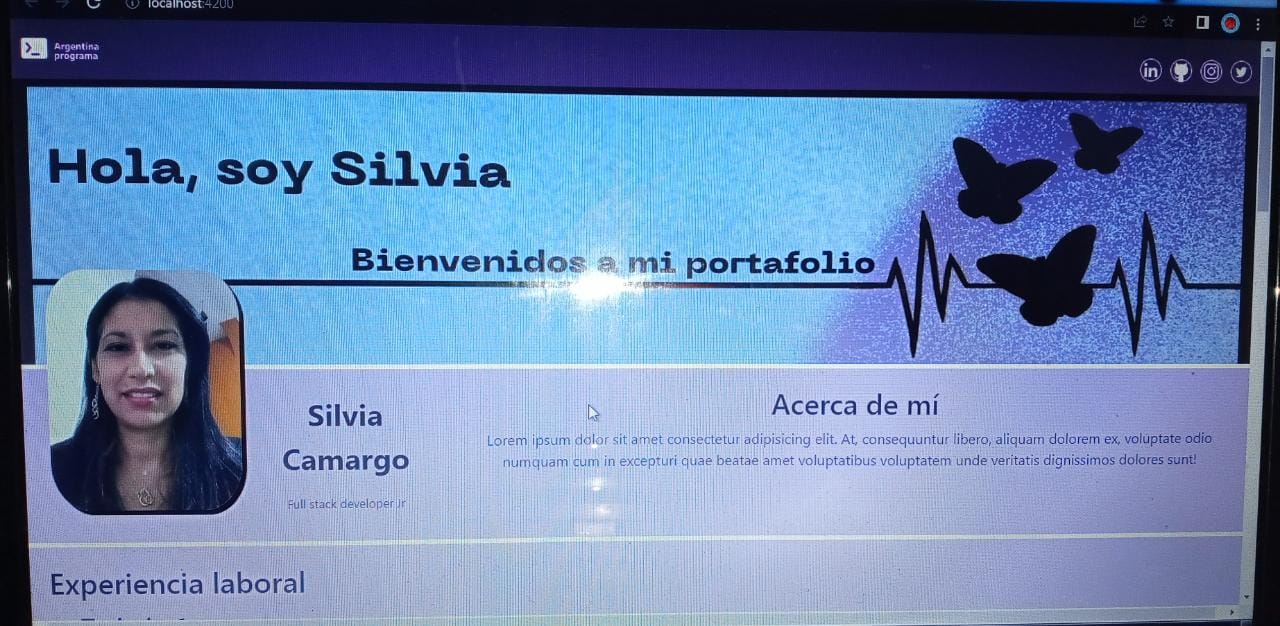 localhost:4200
Argentina
programa
in
Hola, soy Silvia
Bienvenidos a mi portafolio
Silvia
Camargo
Full stack developer Jr
Acerca de mí
Lorem ipsum dolor sit amet consectetur adipisicing elit. At, consequuntur libero, aliquam dolorem ex, voluptate odio
numquam cum in excepturi quae beatae amet voluptatibus voluptatem unde veritatis dignissimos dolores sunt!
Experiencia laboral